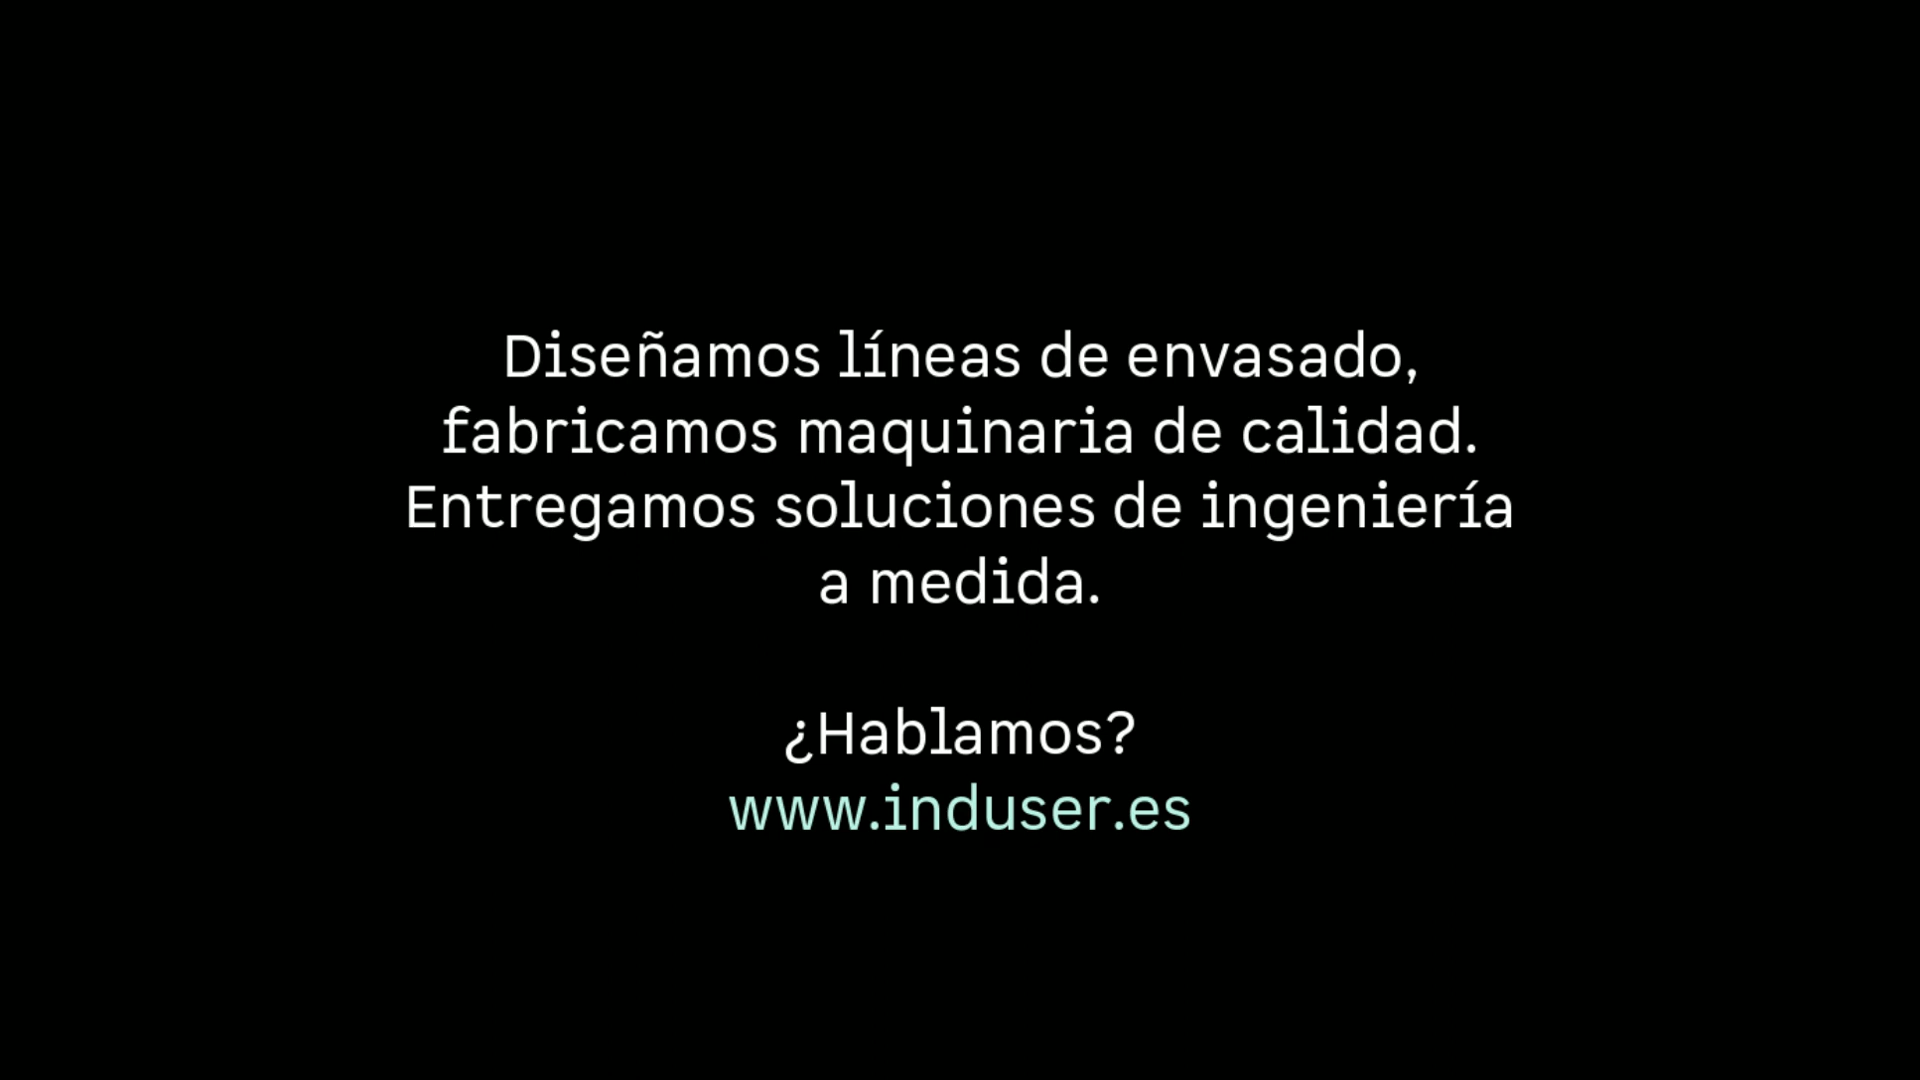 Diseñamos líneas de envasado,
fabricamos maquinaria de calidad.
Entregamos soluciones de ingeniería
a medida.
¿Hablamos?
www.induser.es